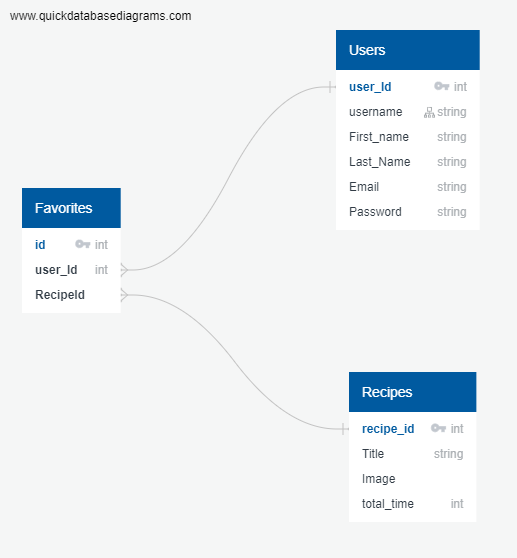 www.quickdatabasediagrams.com
Users
user_Id int
username string
First_name string
Last_Name string
Email string
Password string
Favorites
id int
user_Id int
RecipeId
Recipes
recipe_id int
Title string
Image
total_time int